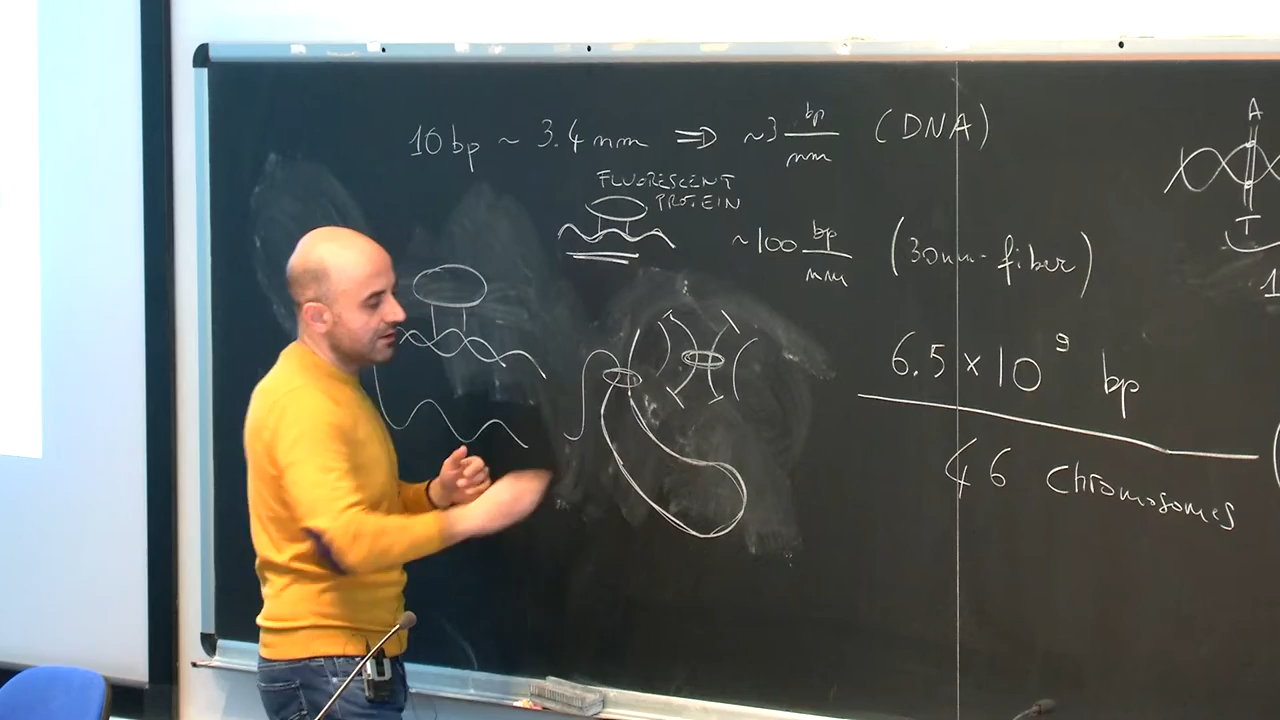 10 bp ~ 3.4 nm ⇒ ~3 bp/nm (DNA)
FLUORESCENT
PROTEIN
~100 bp/nm (30nm-fiber)
6.5 × 10⁹ bp
46 Chromosomes
A
T
1